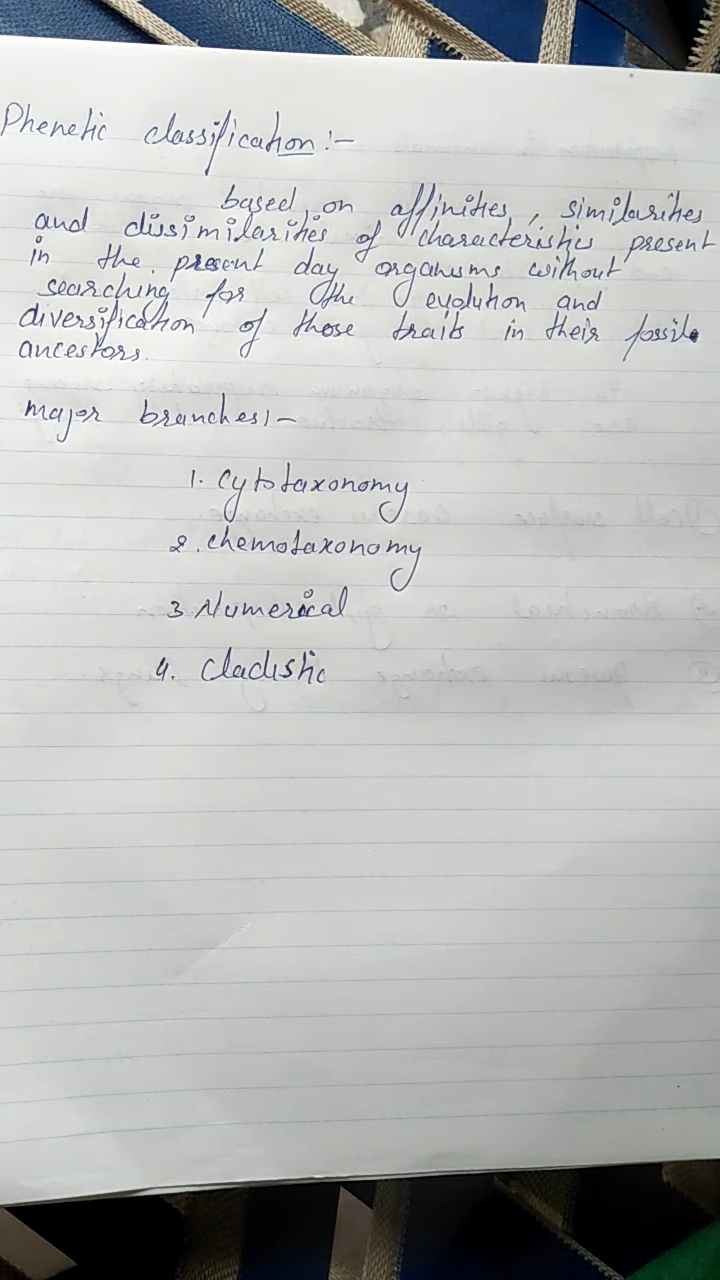 Phenetic classification :-
based on affinities, similarities
and dissimilarities of characteristics present
in the present day organisms without
searching for the evolution and
diversification of those traits in their fossil
ancestors.
major branches :-
1. Cytotaxonomy
2. chemotaxonomy
3. Numerical
4. Cladistic